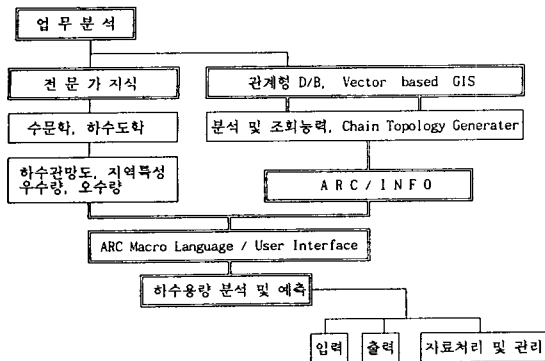 업 무 분 석
전 문 가 지 식
관계형 D/B, Vector based GIS
수문학, 하수도학
분석 및 조회능력, Chain Topology Generater
하수관망도, 지역특성
우수량, 오수량
A R C / I N F O
ARC Macro Language / User Interface
하수용량 분석 및 예측
입력
출력
자료처리 및 관리